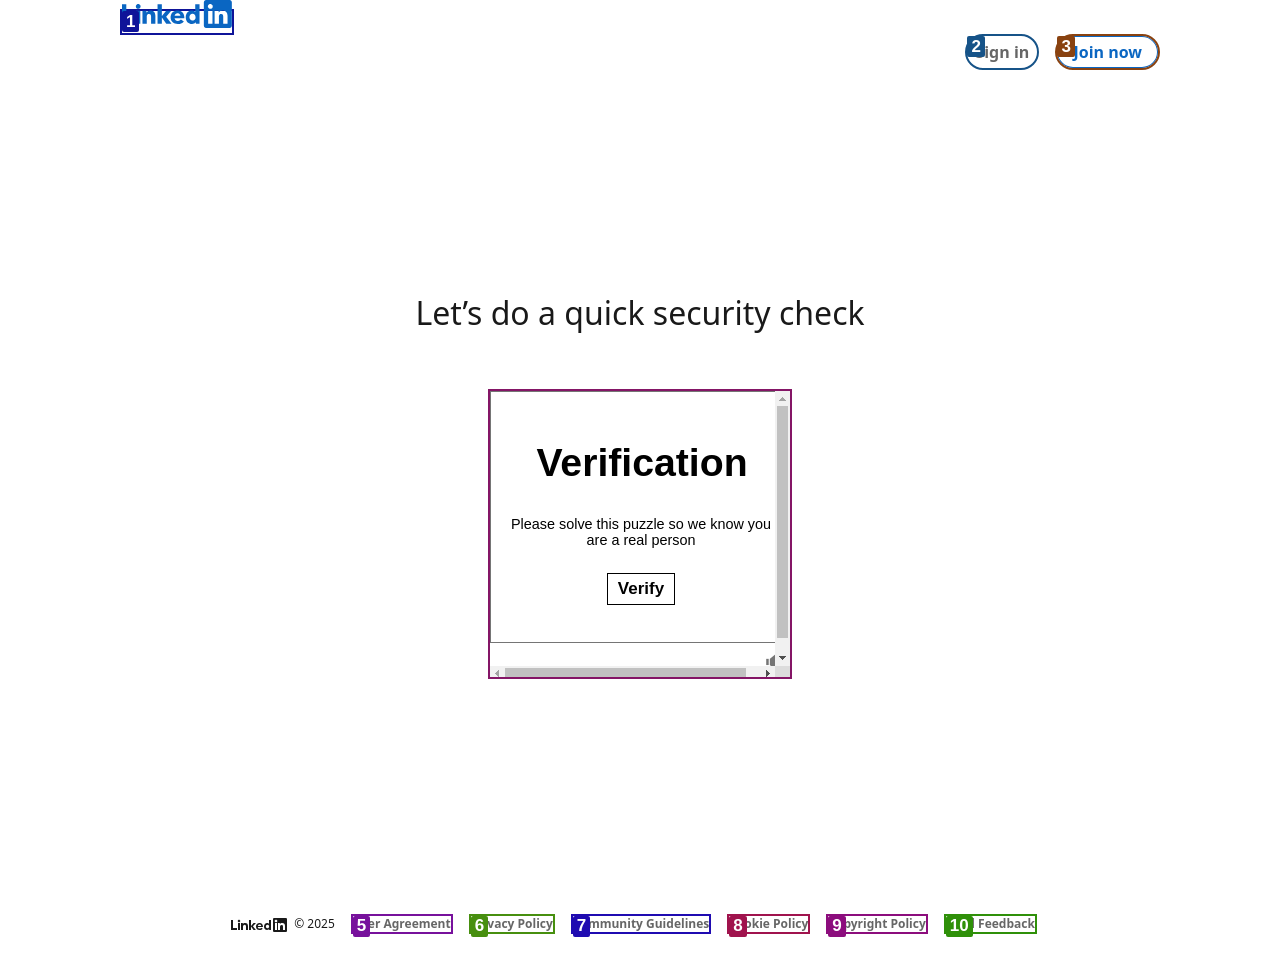 1 Linkedin
2 ign in
3 Join now
Let's do a quick security check
Verification
Please solve this puzzle so we know you
are a real person
Verify
Linkedin © 2025 5 er Agreement 6 vacy Policy 7 mmunity Guidelines 8 okie Policy 9 pyright Policy 10 Feedback